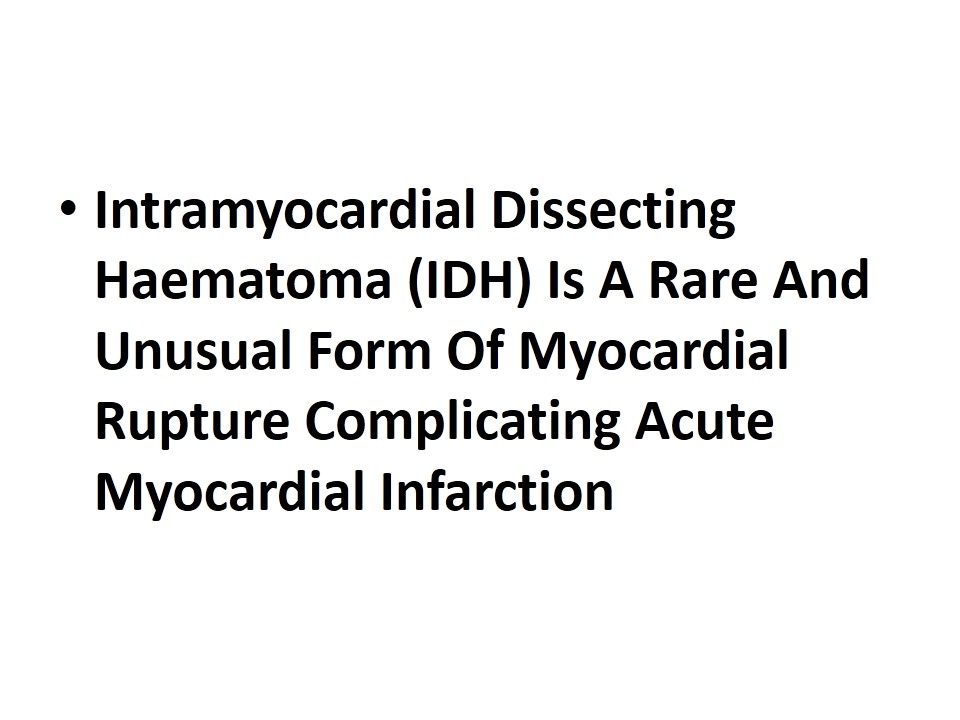 • Intramyocardial Dissecting
Haematoma (IDH) Is A Rare And
Unusual Form Of Myocardial
Rupture Complicating Acute
Myocardial Infarction